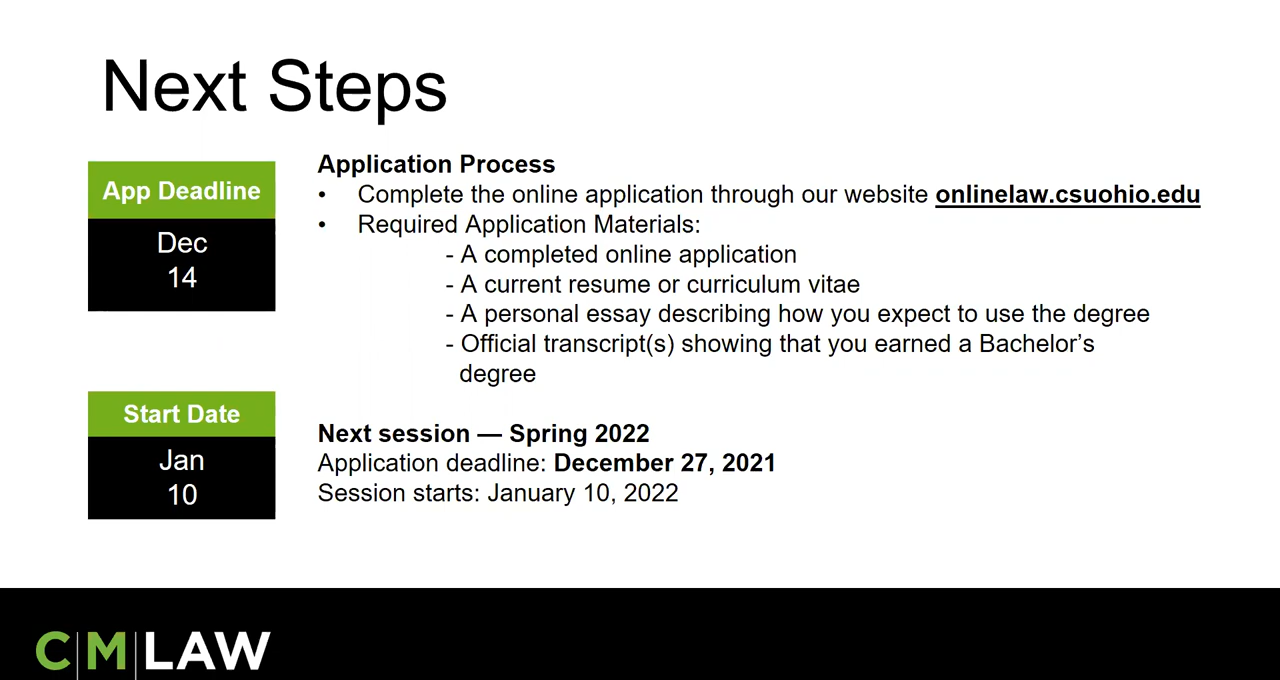 Next Steps
App Deadline
Dec
14
Application Process
• Complete the online application through our website onlinelaw.csuohio.edu
• Required Application Materials:
- A completed online application
- A current resume or curriculum vitae
- A personal essay describing how you expect to use the degree
- Official transcript(s) showing that you earned a Bachelor’s
degree
Start Date
Jan
10
Next session — Spring 2022
Application deadline: December 27, 2021
Session starts: January 10, 2022
C|M|LAW